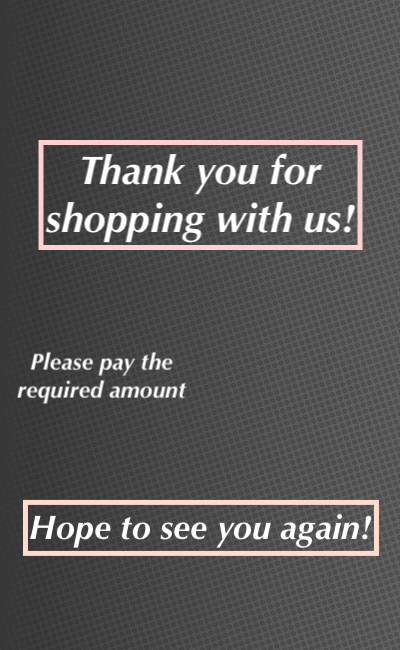 Thank you for
shopping with us!
Please pay the
required amount
Hope to see you again!